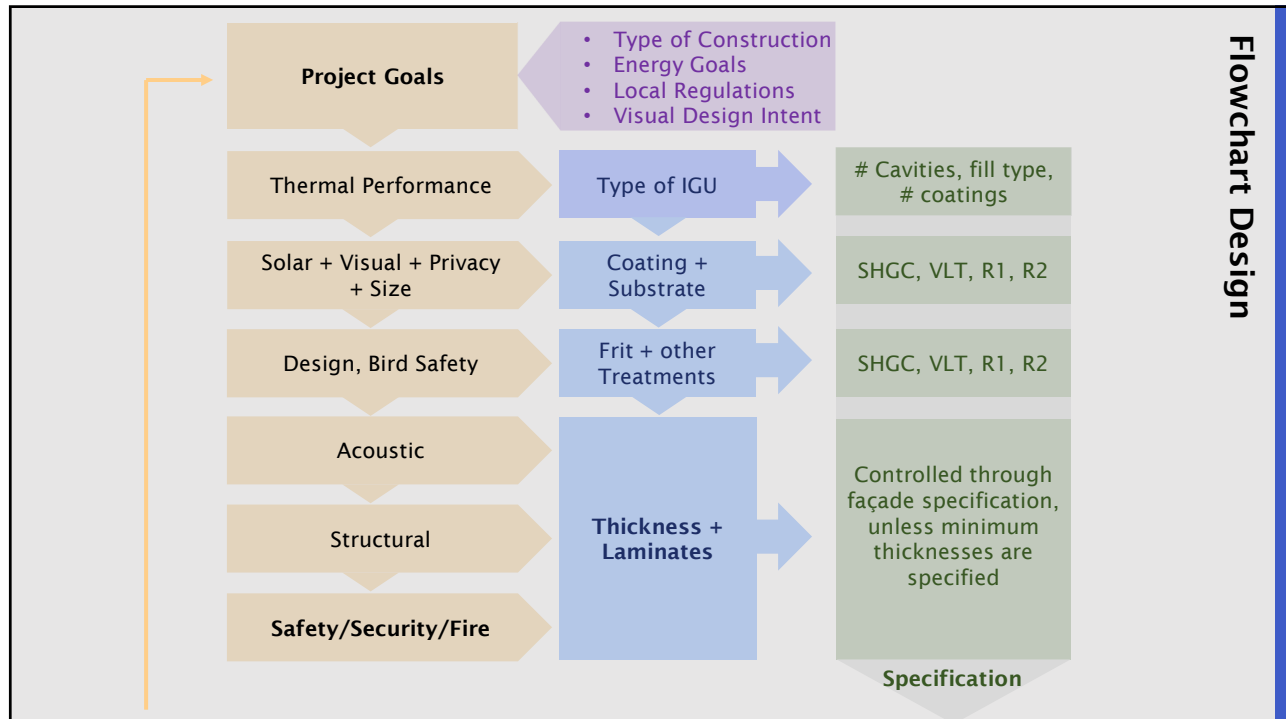 Flowchart Design
Project Goals
• Type of Construction
• Energy Goals
• Local Regulations
• Visual Design Intent
Thermal Performance
Type of IGU
# Cavities, fill type,
# coatings
Solar + Visual + Privacy
+ Size
Coating +
Substrate
SHGC, VLT, R1, R2
Design, Bird Safety
Frit + other
Treatments
SHGC, VLT, R1, R2
Acoustic
Structural
Safety/Security/Fire
Thickness +
Laminates
Controlled through
façade specification,
unless minimum
thicknesses are
specified
Specification